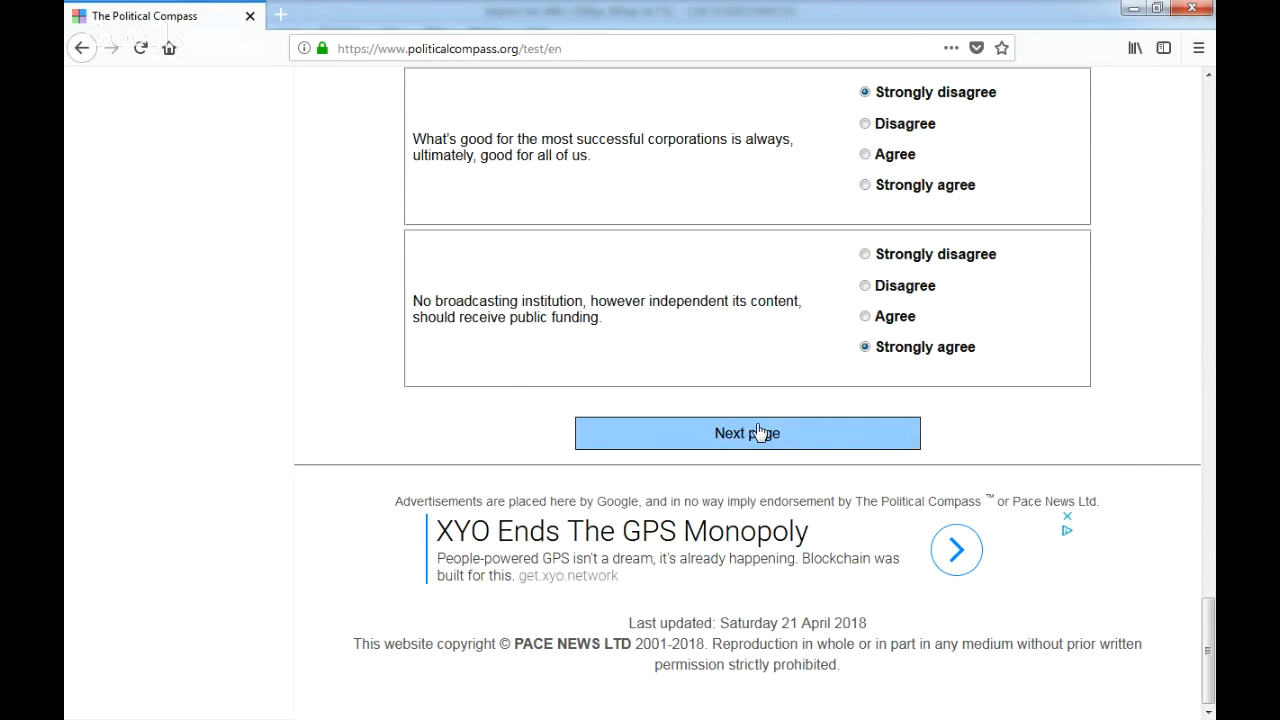 The Political Compass
https://www.politicalcompass.org/test/en
Strongly disagree
Disagree
What's good for the most successful corporations is always,
ultimately, good for all of us.
Agree
Strongly agree
Strongly disagree
Disagree
No broadcasting institution, however independent its content,
should receive public funding.
Agree
Strongly agree
Next page
Advertisements are placed here by Google, and in no way imply endorsement by The Political Compass ™ or Pace News Ltd.
XYO Ends The GPS Monopoly
People-powered GPS isn't a dream, it's already happening. Blockchain was
built for this. get.xyo.network
Last updated: Saturday 21 April 2018
This website copyright © PACE NEWS LTD 2001-2018. Reproduction in whole or in part in any medium without prior written
permission strictly prohibited.